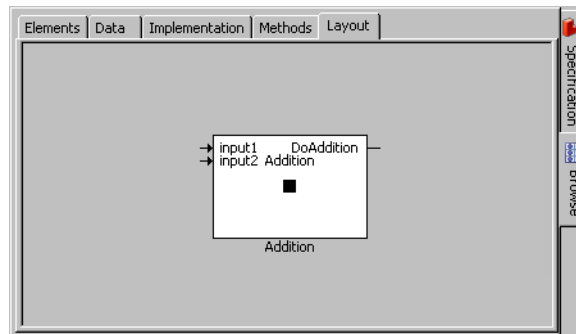 Elements Data Implementation Methods Layout
input1 DoAddition
input2 Addition
Addition
Specification
Browse